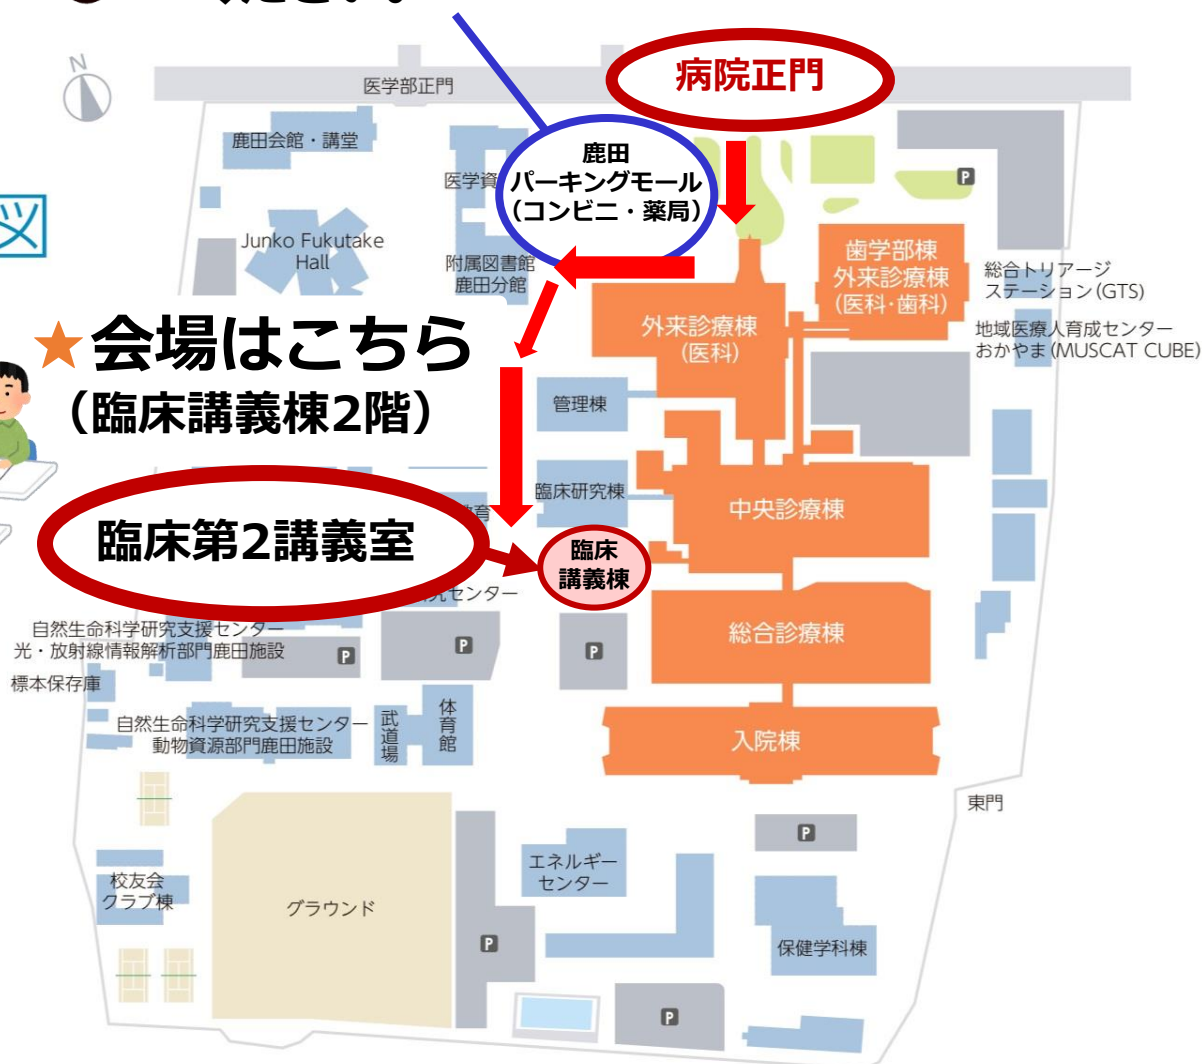 ください。
N
医学部正門
病院正門
鹿田会館・講堂
鹿田
パーキングモール
（コンビニ・薬局）
医学資
P
図
Junko Fukutake
Hall
附属図書館
鹿田分館
歯学部棟
外来診療棟
(医科・歯科)
総合トリアージ
ステーション(GTS)
外来診療棟
(医科)
地域医療人育成センター
おかやま(MUSCAT CUBE)
★会場はこちら
（臨床講義棟2階）
管理棟
臨床研究棟
中央診療棟
育
臨床第2講義室
臨床
講義棟
センター
自然生命科学研究支援センター
光・放射線情報解析部門鹿田施設
P
P
P
総合診療棟
標本保存庫
自然生命科学研究支援センター
動物資源部門鹿田施設
武道場
体育館
入院棟
東門
P
校友会
クラブ棟
グラウンド
エネルギー
センター
P
保健学科棟
P